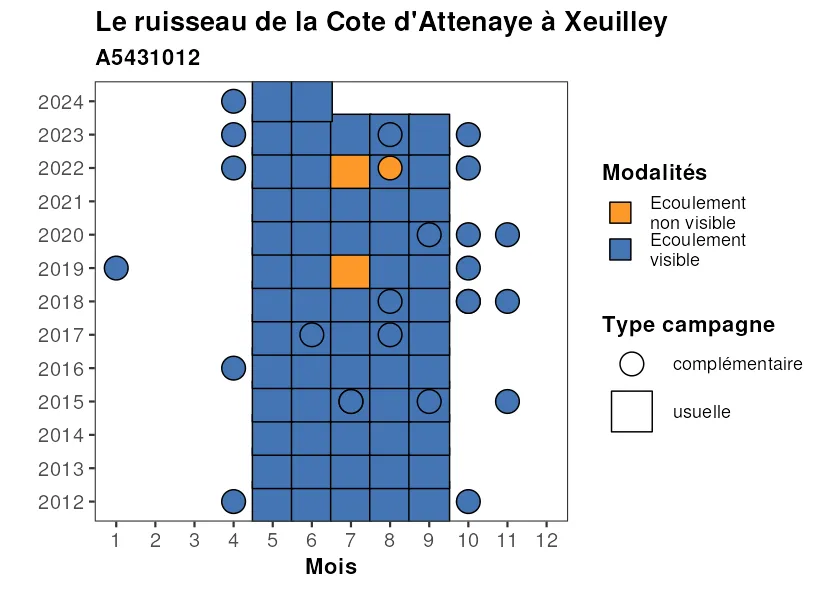 Le ruisseau de la Cote d'Attenaye à Xeuilley
A5431012
2024
2023
2022
2021
2020
2019
2018
2017
2016
2015
2014
2013
2012
1 2 3 4 5 6 7 8 9 10 11 12
Mois
Modalités
Ecoulement
non visible
Ecoulement
visible
Type campagne
complémentaire
usuelle